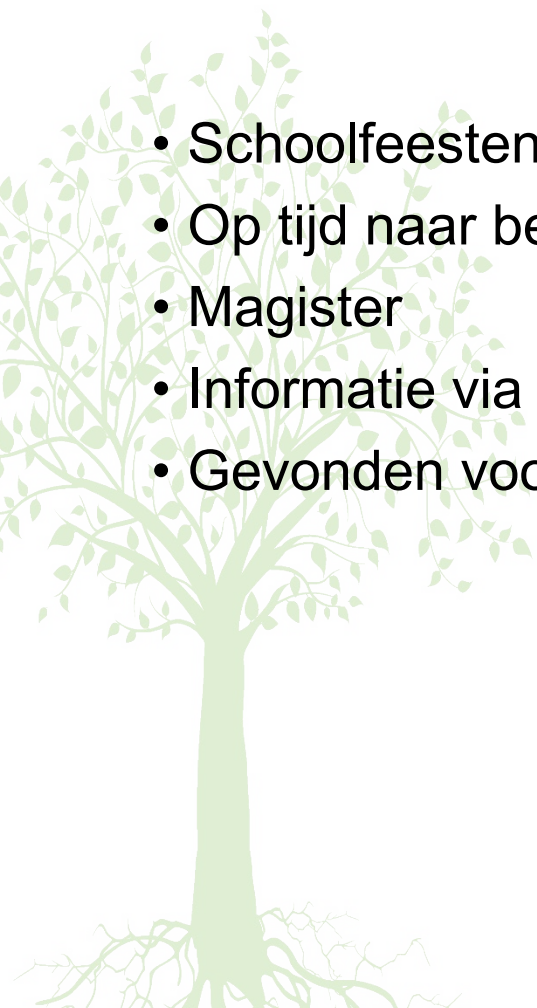 • Schoolfeesten
• Op tijd naar
• Magister
• Informatie via
• Gevonden